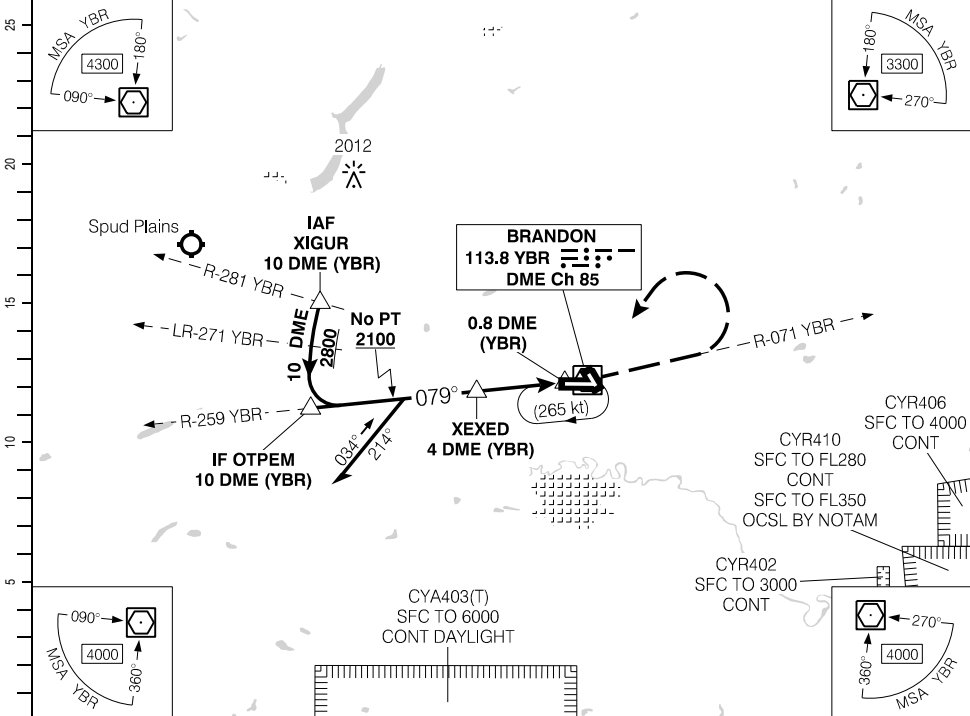 25
20
15
10
5
MSA YBR
180°
4300
090°
MSA YBR
180°
3300
270°
2012
Spud Plains
IAF
XIGUR
10 DME (YBR)
R-281 YBR
LR-271 YBR
R-259 YBR
10 DME
2800
No PT
2100
BRANDON
113.8 YBR
DME Ch 85
0.8 DME
(YBR)
R-071 YBR
079°
(265 kt)
XEXED
4 DME (YBR)
IF OTPEM
10 DME (YBR)
034°
214°
CYR406
SFC TO 4000
CONT
CYR410
SFC TO FL280
CONT
SFC TO FL350
OCSL BY NOTAM
CYR402
SFC TO 3000
CONT
CYA403(T)
SFC TO 6000
CONT DAYLIGHT
090°
4000
360°
MSA YBR
270°
4000
360°
MSA YBR